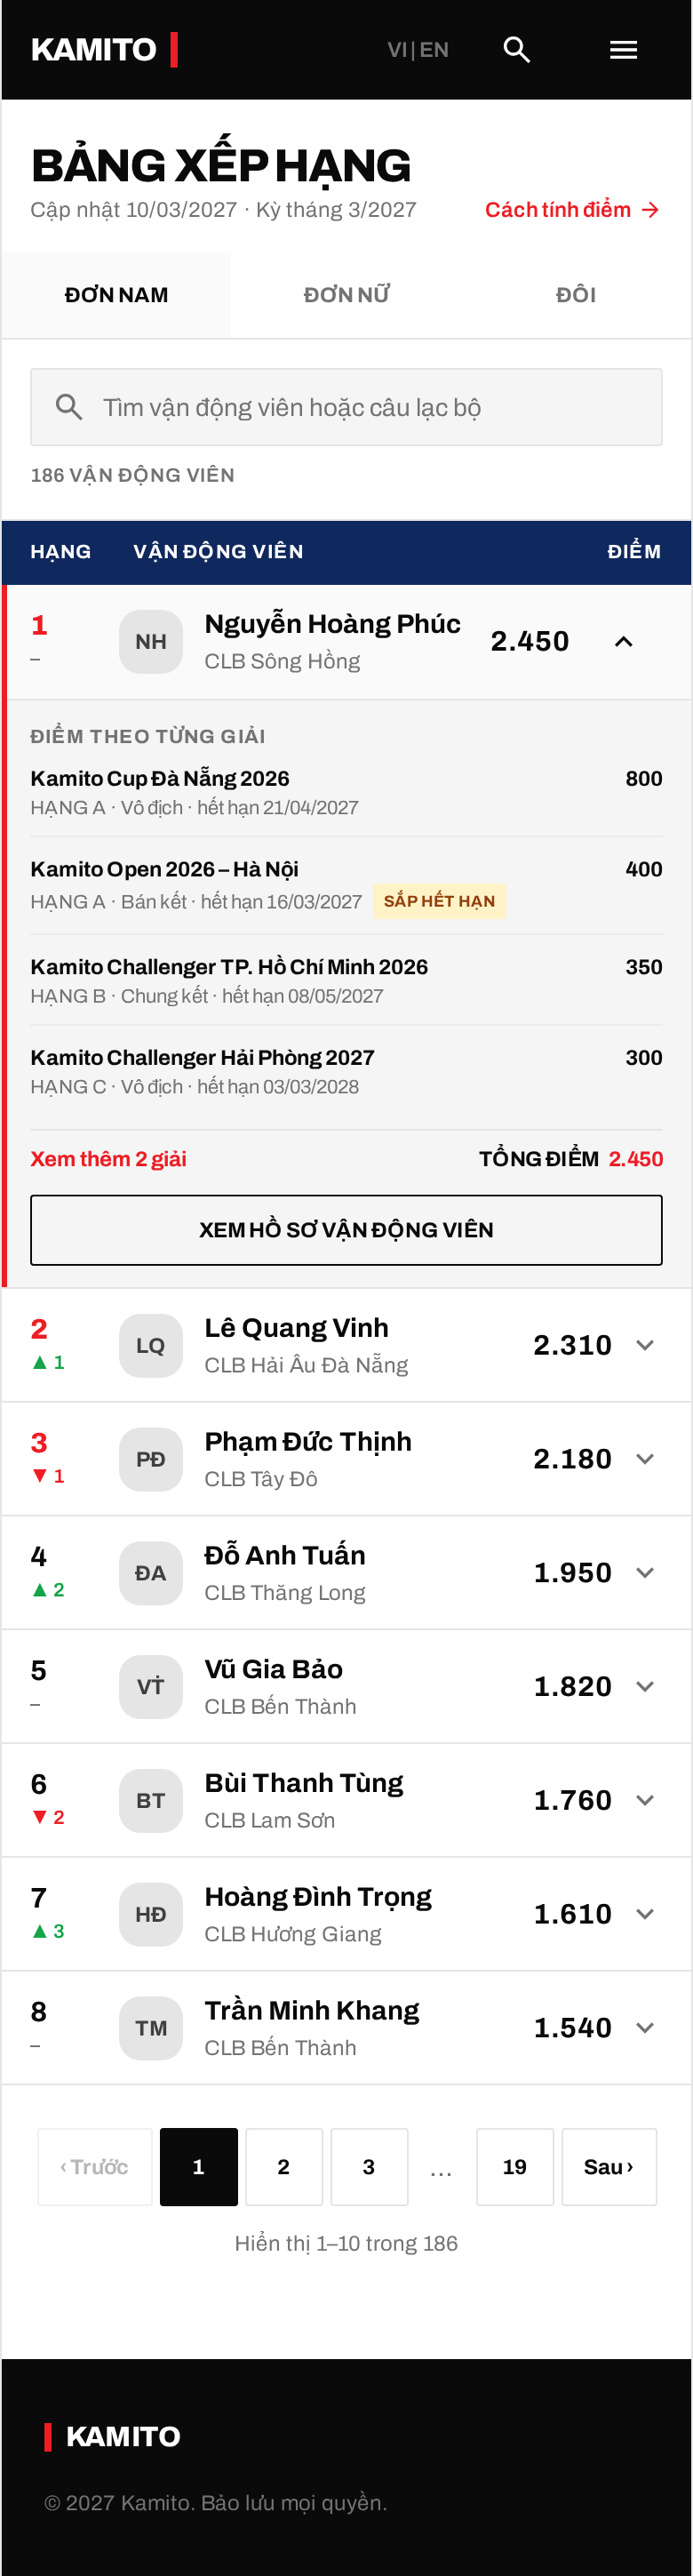 KAMITO
VI | EN
BẢNG XẾP HẠNG
Cập nhật 10/03/2027 · Kỳ tháng 3/2027
Cách tính điểm →
ĐƠN NAM
ĐƠN NỮ
ĐÔI
Tìm vận động viên hoặc câu lạc bộ
186 VẬN ĐỘNG VIÊN
HẠNG VẬN ĐỘNG VIÊN ĐIỂM
1 NH Nguyễn Hoàng Phúc 2.450
– CLB Sông Hồng
ĐIỂM THEO TỪNG GIẢI
Kamito Cup Đà Nẵng 2026 800
HẠNG A · Vô địch · hết hạn 21/04/2027
Kamito Open 2026 – Hà Nội 400
HẠNG A · Bán kết · hết hạn 16/03/2027 SẮP HẾT HẠN
Kamito Challenger TP. Hồ Chí Minh 2026 350
HẠNG B · Chung kết · hết hạn 08/05/2027
Kamito Challenger Hải Phòng 2027 300
HẠNG C · Vô địch · hết hạn 03/03/2028
Xem thêm 2 giải TỔNG ĐIỂM 2.450
XEM HỒ SƠ VẬN ĐỘNG VIÊN
2 LQ Lê Quang Vinh 2.310
▲ 1 CLB Hải Âu Đà Nẵng
3 PĐ Phạm Đức Thịnh 2.180
▼ 1 CLB Tây Đô
4 ĐA Đỗ Anh Tuấn 1.950
▲ 2 CLB Thăng Long
5 VṪ Vũ Gia Bảo 1.820
– CLB Bến Thành
6 BT Bùi Thanh Tùng 1.760
▼ 2 CLB Lam Sơn
7 HĐ Hoàng Đình Trọng 1.610
▲ 3 CLB Hương Giang
8 TM Trần Minh Khang 1.540
– CLB Bến Thành
‹ Trước 1 2 3 … 19 Sau ›
Hiển thị 1–10 trong 186
KAMITO
© 2027 Kamito. Bảo lưu mọi quyền.